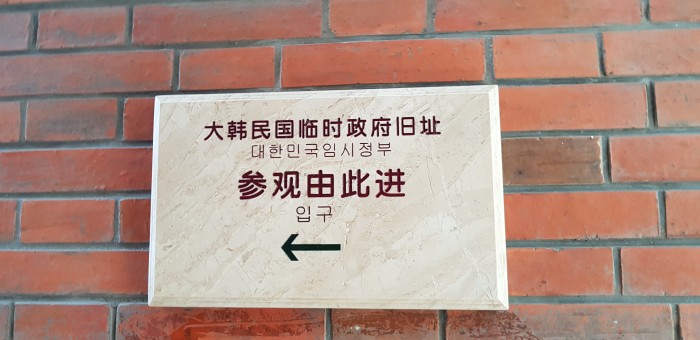 大韩民国临时政府旧址
대한민국임시정부
参观由此进
입구